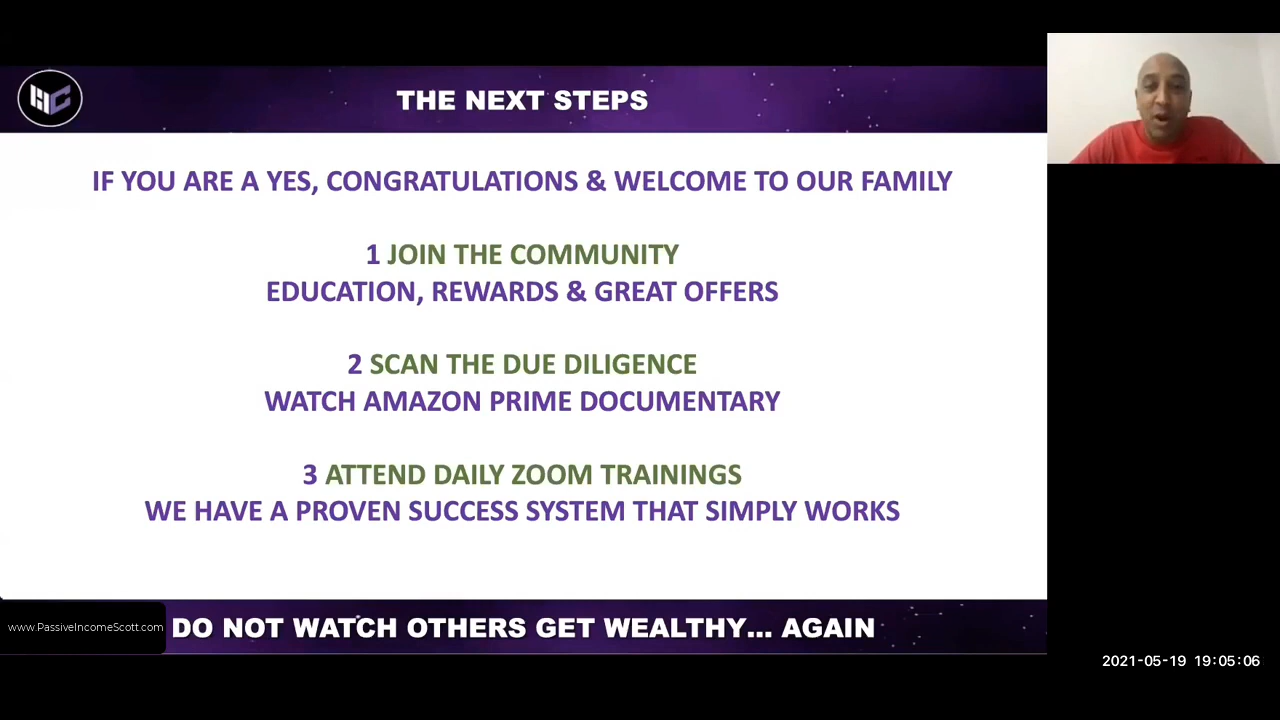 THE NEXT STEPS
IF YOU ARE A YES, CONGRATULATIONS & WELCOME TO OUR FAMILY
1 JOIN THE COMMUNITY
EDUCATION, REWARDS & GREAT OFFERS
2 SCAN THE DUE DILIGENCE
WATCH AMAZON PRIME DOCUMENTARY
3 ATTEND DAILY ZOOM TRAININGS
WE HAVE A PROVEN SUCCESS SYSTEM THAT SIMPLY WORKS
www.PassiveIncomeScott.com
DO NOT WATCH OTHERS GET WEALTHY... AGAIN
2021-05-19 19:05:06